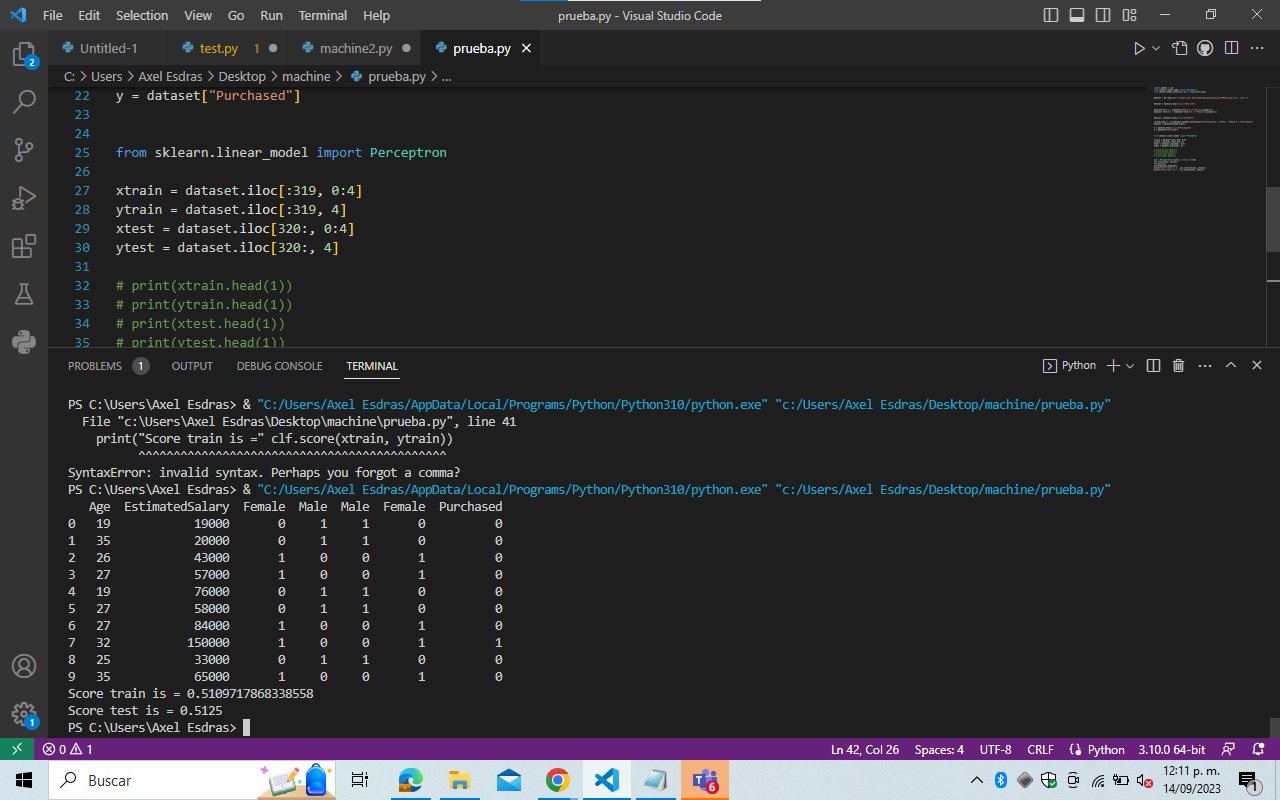 File Edit Selection View Go Run Terminal Help prueba.py - Visual Studio Code
Untitled-1 test.py 1 machine2.py prueba.py
C: > Users > Axel Esdras > Desktop > machine > prueba.py > ...
22 y = dataset["Purchased"]
23
24
25 from sklearn.linear_model import Perceptron
26
27 xtrain = dataset.iloc[:319, 0:4]
28 ytrain = dataset.iloc[:319, 4]
29 xtest = dataset.iloc[320:, 0:4]
30 ytest = dataset.iloc[320:, 4]
31
32 # print(xtrain.head(1))
33 # print(ytrain.head(1))
34 # print(xtest.head(1))
35 # print(ytest.head(1))
PROBLEMS 1 OUTPUT DEBUG CONSOLE TERMINAL Python
PS C:\Users\Axel Esdras> & "C:/Users/Axel Esdras/AppData/Local/Programs/Python/Python310/python.exe" "c:/Users/Axel Esdras/Desktop/machine/prueba.py"
File "c:\Users\Axel Esdras\Desktop\machine\prueba.py", line 41
print("Score train is =" clf.score(xtrain, ytrain))
^^^^^^^^^^^^^^^^^^^^^^^^^^^^^^^^^^^^^^^^^^^^
SyntaxError: invalid syntax. Perhaps you forgot a comma?
PS C:\Users\Axel Esdras> & "C:/Users/Axel Esdras/AppData/Local/Programs/Python/Python310/python.exe" "c:/Users/Axel Esdras/Desktop/machine/prueba.py"
Age EstimatedSalary Female Male Male Female Purchased
0 19 19000 0 1 1 0 0
1 35 20000 0 1 1 0 0
2 26 43000 1 0 0 1 0
3 27 57000 1 0 0 1 0
4 19 76000 0 1 1 0 0
5 27 58000 0 1 1 0 0
6 27 84000 1 0 0 1 0
7 32 150000 1 0 0 1 1
8 25 33000 0 1 1 0 0
9 35 65000 1 0 0 1 0
Score train is = 0.5109717868338558
Score test is = 0.5125
PS C:\Users\Axel Esdras>
0 1 Ln 42, Col 26 Spaces: 4 UTF-8 CRLF Python 3.10.0 64-bit
Buscar 12:11 p. m.
14/09/2023
2
1
6
1